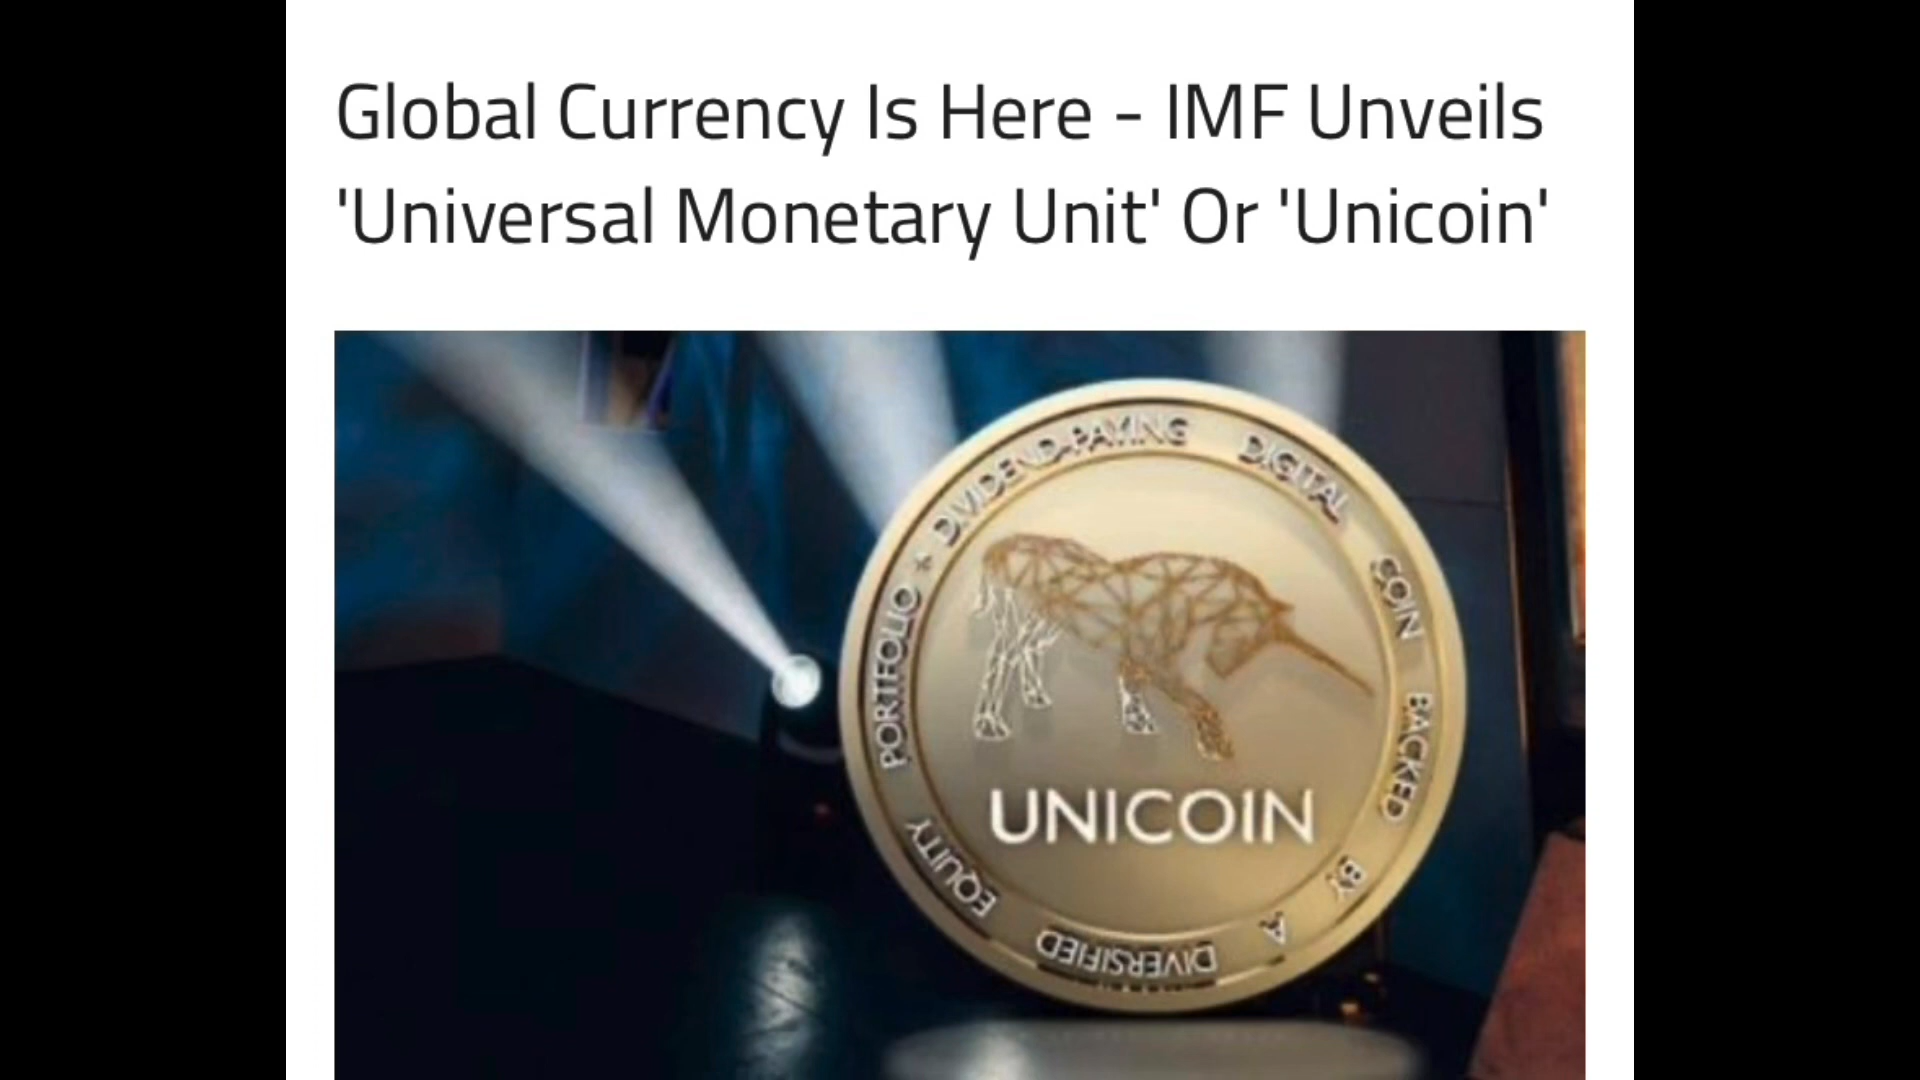 Global Currency Is Here - IMF Unveils
'Universal Monetary Unit' Or 'Unicoin'
DIVIDEND-PAYING DIGITAL COIN BACKED BY A DIVERSIFIED EQUITY PORTFOLIO
UNICOIN